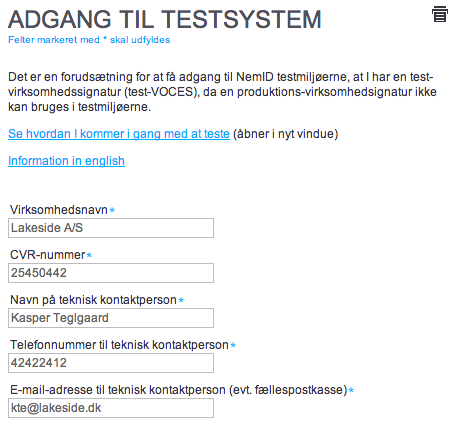 ADGANG TIL TESTSYSTEM
Felter markeret med * skal udfyldes
Det er en forudsætning for at få adgang til NemID testmiljøerne, at I har en test-
virksomhedssignatur (test-VOCES), da en produktions-virksomhedsignatur ikke
kan bruges i testmiljøerne.
Se hvordan I kommer i gang med at teste (åbner i nyt vindue)
Information in english
Virksomhedsnavn*
Lakeside A/S
CVR-nummer*
25450442
Navn på teknisk kontaktperson*
Kasper Teglgaard
Telefonnummer til teknisk kontaktperson*
42422412
E-mail-adresse til teknisk kontaktperson (evt. fællespostkasse)*
kte@lakeside.dk